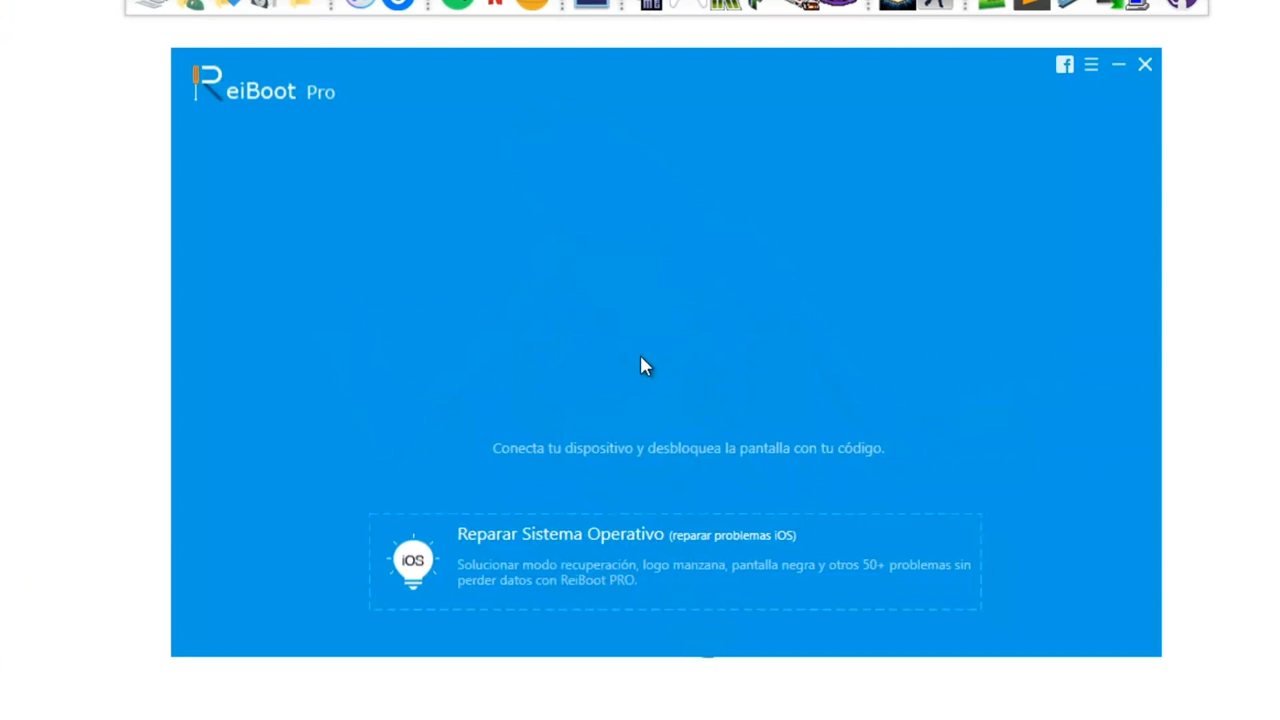 ReiBoot Pro
Conecta tu dispositivo y desbloquea la pantalla con tu código.
Reparar Sistema Operativo (reparar problemas iOS)
iOS
Solucionar modo recuperación, logo manzana, pantalla negra y otros 50+ problemas sin
perder datos con ReiBoot PRO.